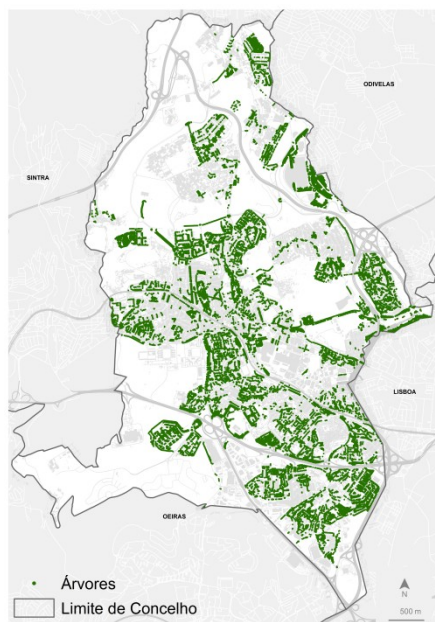 ODIVELAS
SINTRA
LISBOA
OEIRAS
Árvores
Limite de Concelho
N
500 m